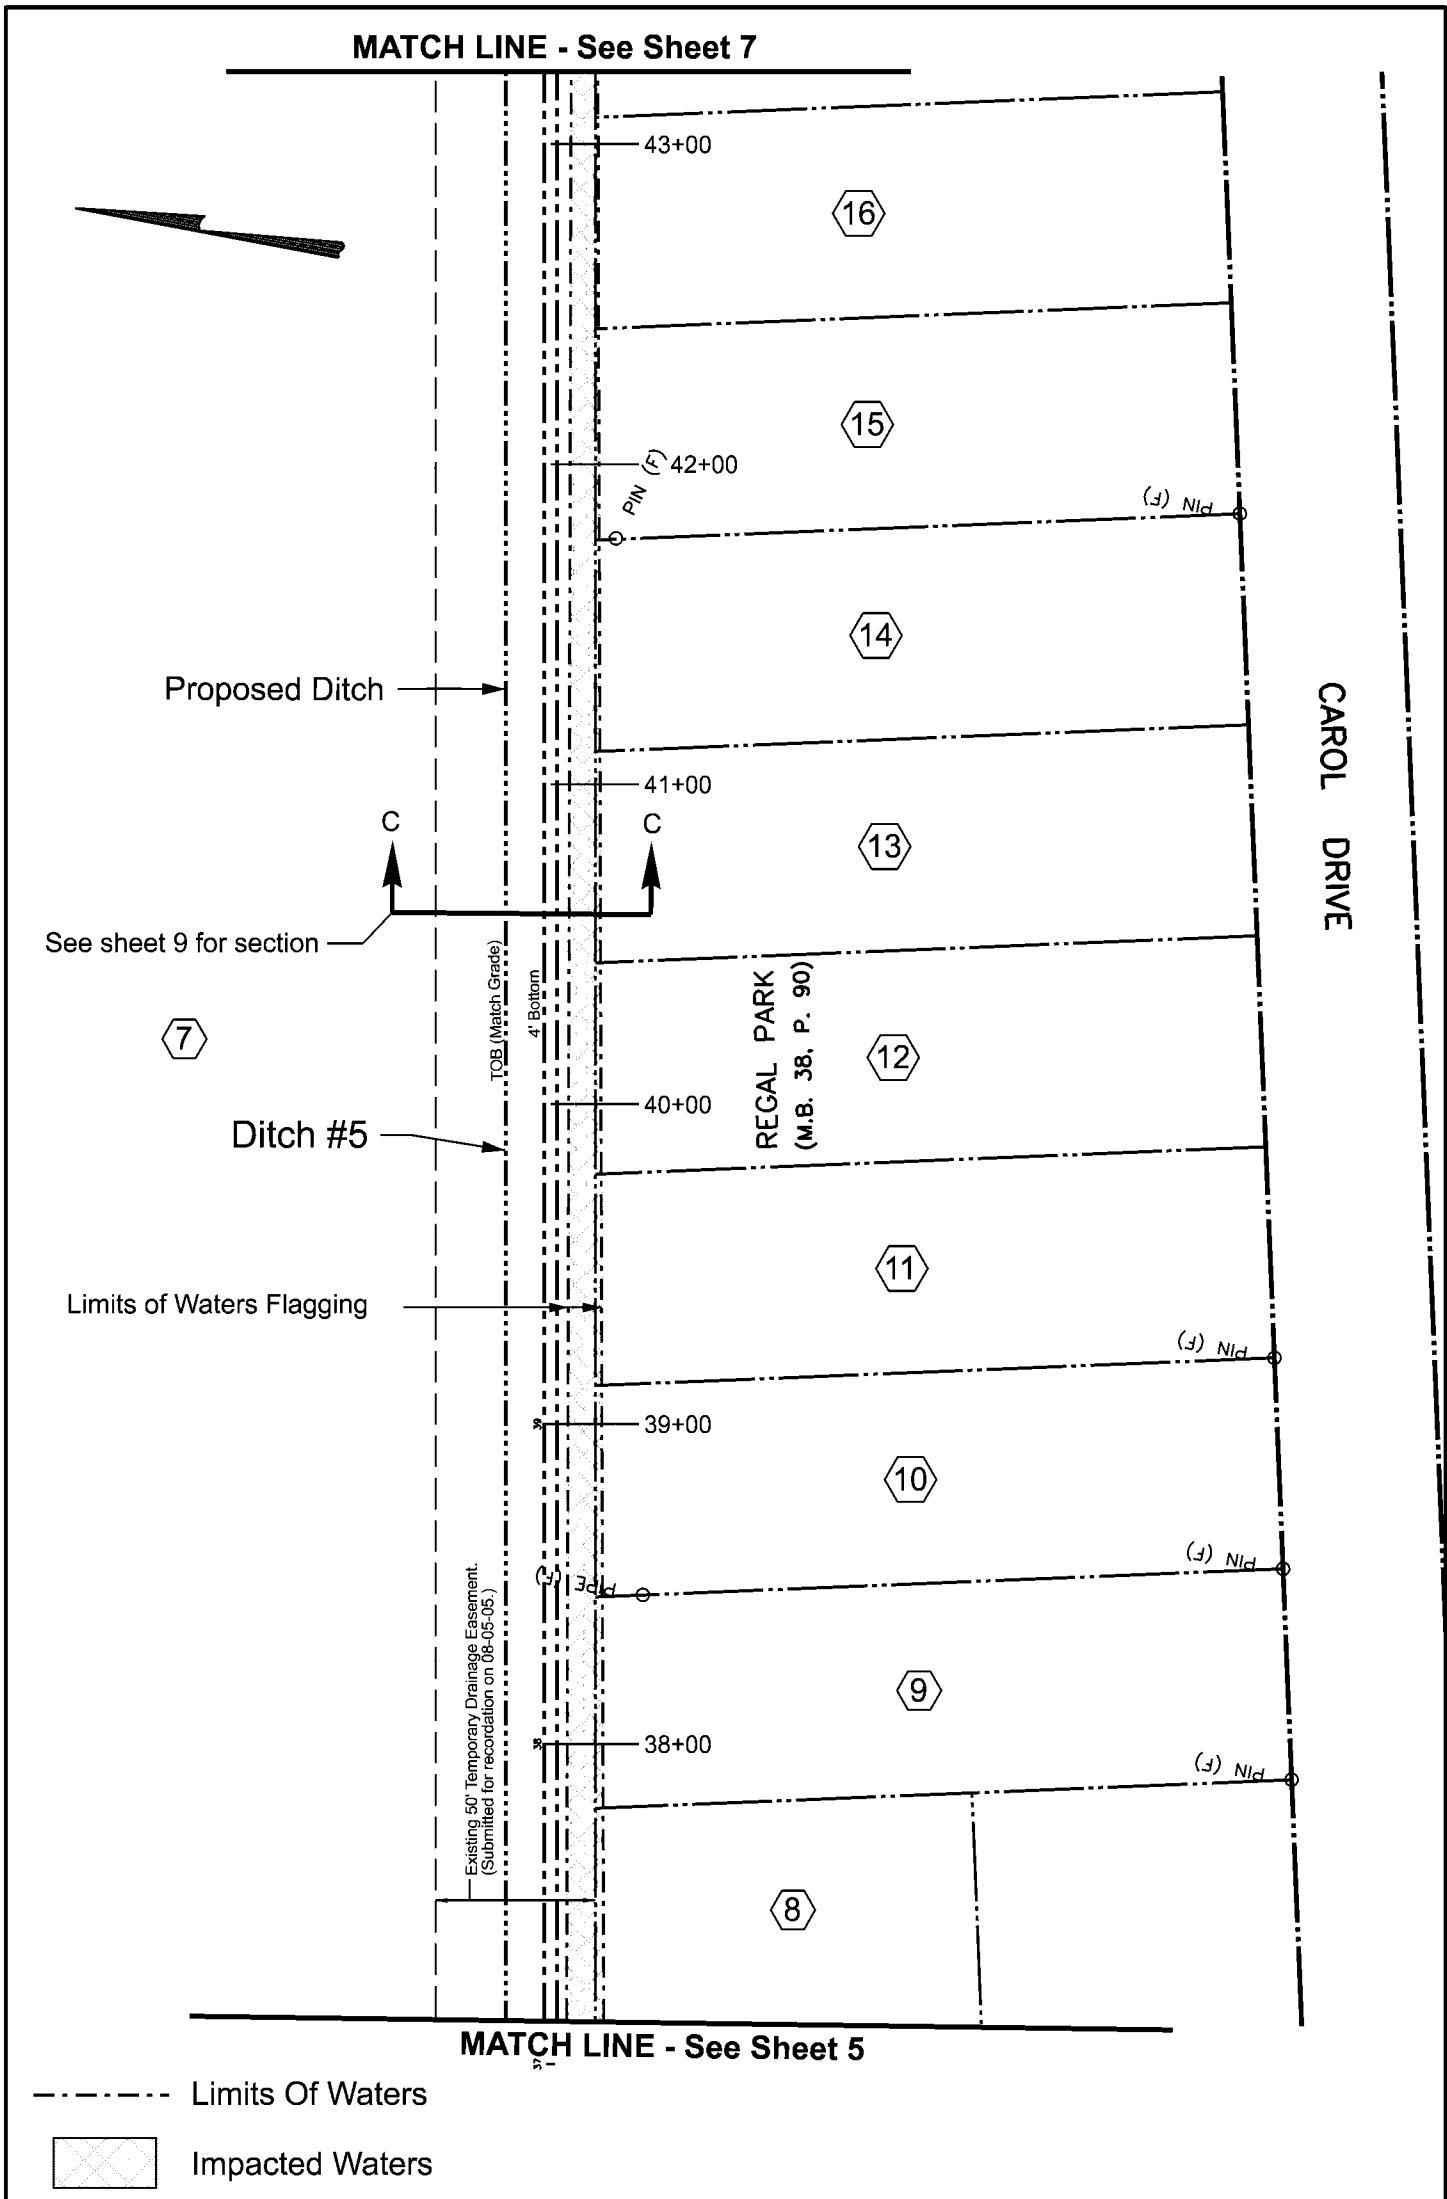 MATCH LINE - See Sheet 7
43+00
16
15
PIN (F)
42+00
PIN (F)
14
Proposed Ditch
CAROL DRIVE
41+00
C
C
13
See sheet 9 for section
TOB (Match Grade)
4' Bottom
REGAL PARK
(M.B. 38, P. 90)
7
12
40+00
Ditch #5
11
Limits of Waters Flagging
PIN (F)
39
39+00
10
PIN (F)
PIPE (F)
Existing 50' Temporary Drainage Easement.
(Submitted for recordation on 08-05-05.)
9
38
38+00
PIN (F)
8
MATCH LINE - See Sheet 5
37
Limits Of Waters
Impacted Waters